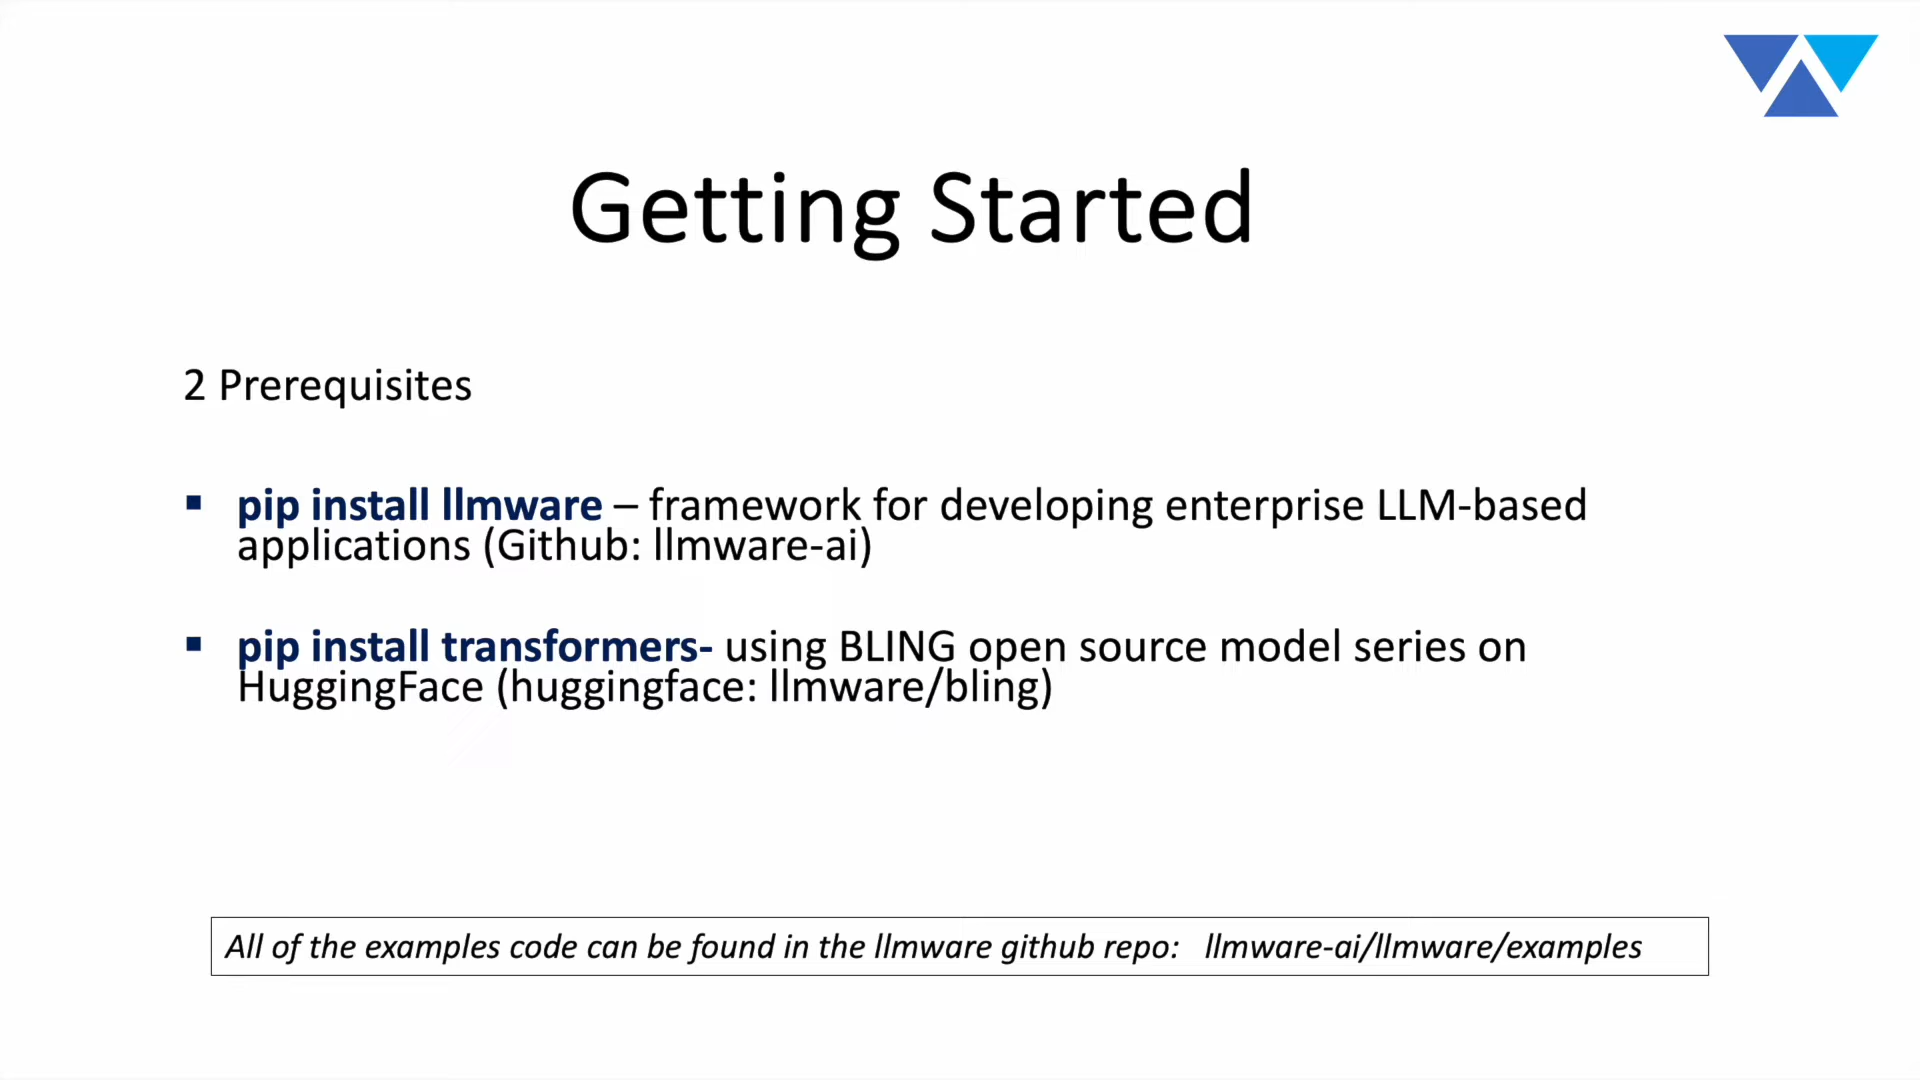 Getting Started
2 Prerequisites
▪ pip install llmware – framework for developing enterprise LLM-based
applications (Github: llmware-ai)
▪ pip install transformers- using BLING open source model series on
HuggingFace (huggingface: llmware/bling)
All of the examples code can be found in the llmware github repo: llmware-ai/llmware/examples